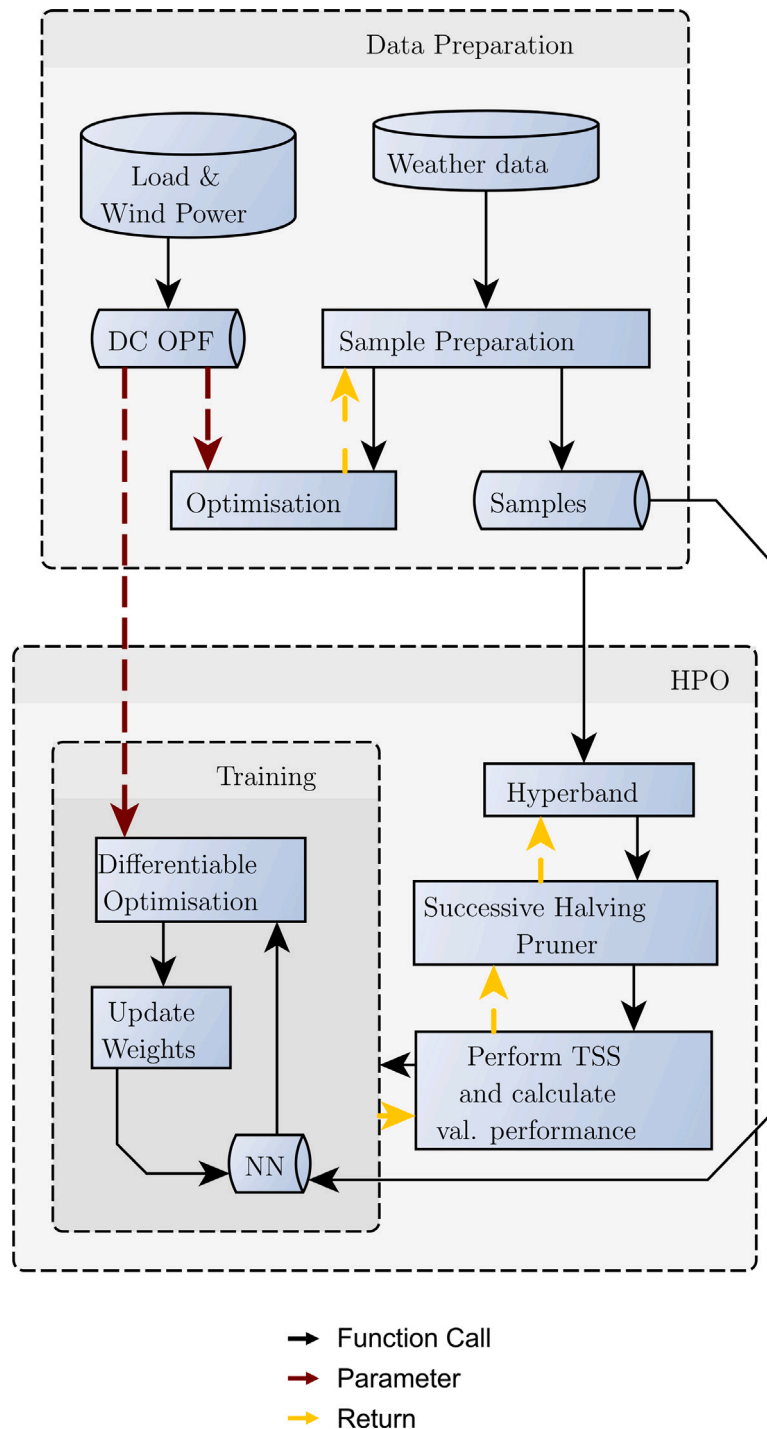 Data Preparation
Load &
Wind Power
Weather data
DC OPF
Sample Preparation
Optimisation
Samples
HPO
Training
Hyperband
Differentiable
Optimisation
Successive Halving
Pruner
Update
Weights
Perform TSS
and calculate
val. performance
NN
Function Call
Parameter
Return